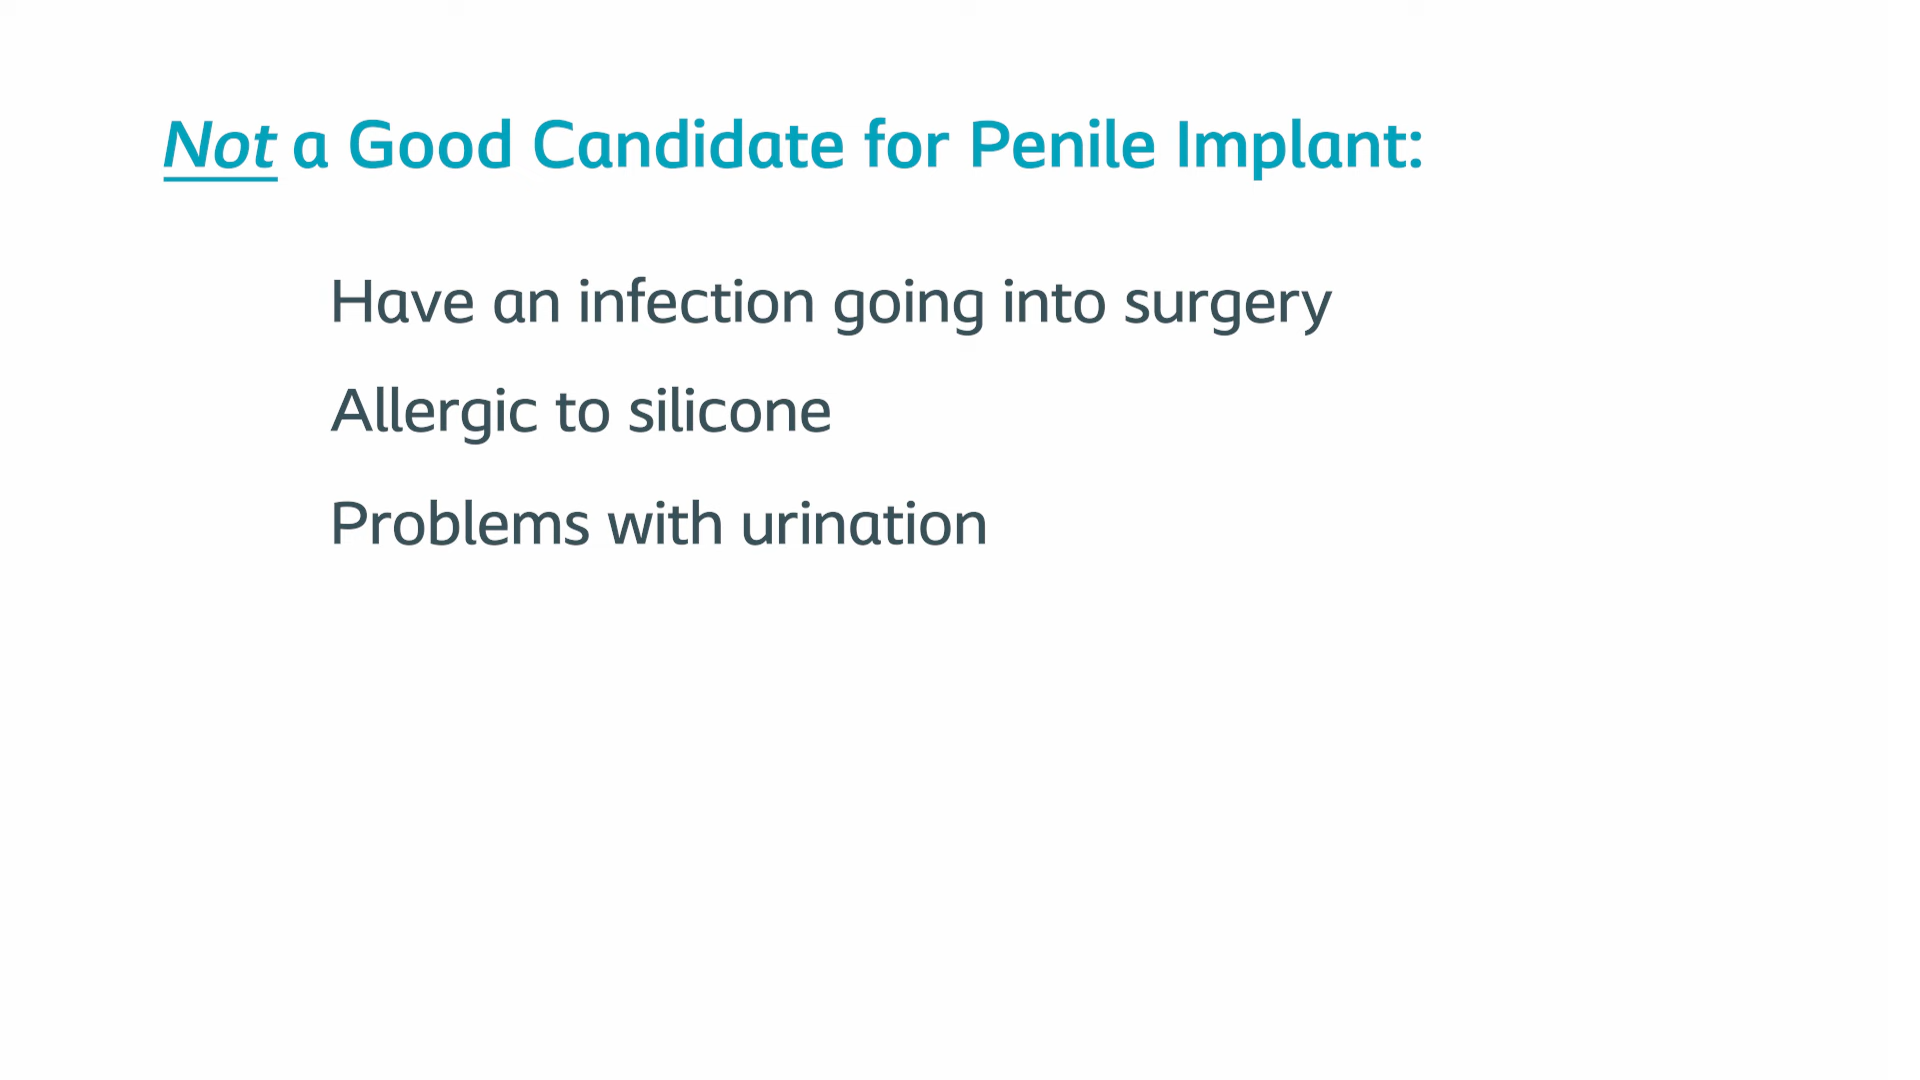 Not a Good Candidate for Penile Implant:
Have an infection going into surgery
Allergic to silicone
Problems with urination